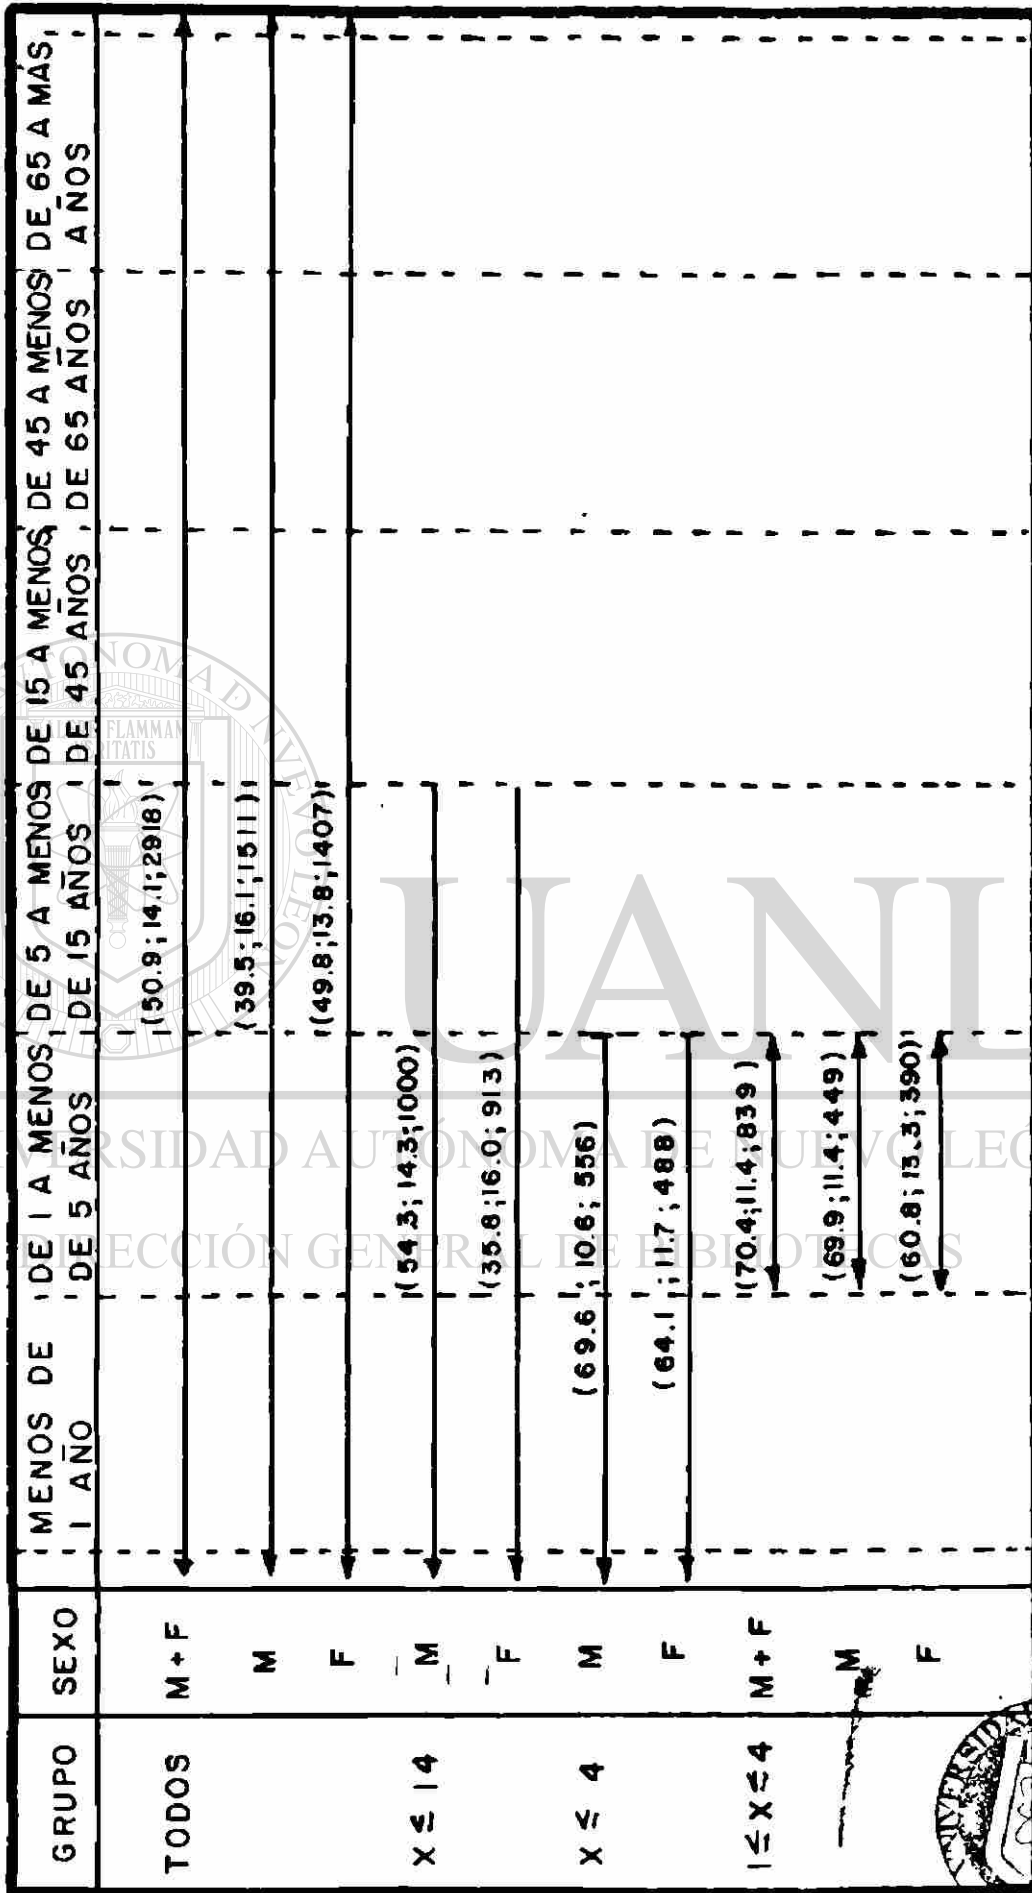 GRUPO SEXO MENOS DE 1 AÑO DE 1 A MENOS DE 5 AÑOS DE 5 A MENOS DE 15 AÑOS DE 15 A MENOS DE 45 AÑOS DE 45 A MENOS DE 65 AÑOS DE 65 A MÁS AÑOS
TODOS M+F (50.9;14.1;2918)
M (39.5;16.1;1511)
F (49.8;13.8;1407)
X ≤ 14 M (54.3;14.3;1000)
F (35.8;16.0;913)
X ≤ 4 M (69.6;10.6;556)
F (64.1;11.7;488)
1≤X≤4 M+F (70.4;11.4;839)
M (69.9;11.4;449)
F (60.8;13.3;390)
UANL
UNIVERSIDAD AUTÓNOMA DE NUEVO LEÓN
DIRECCIÓN GENERAL DE BIBLIOTECAS